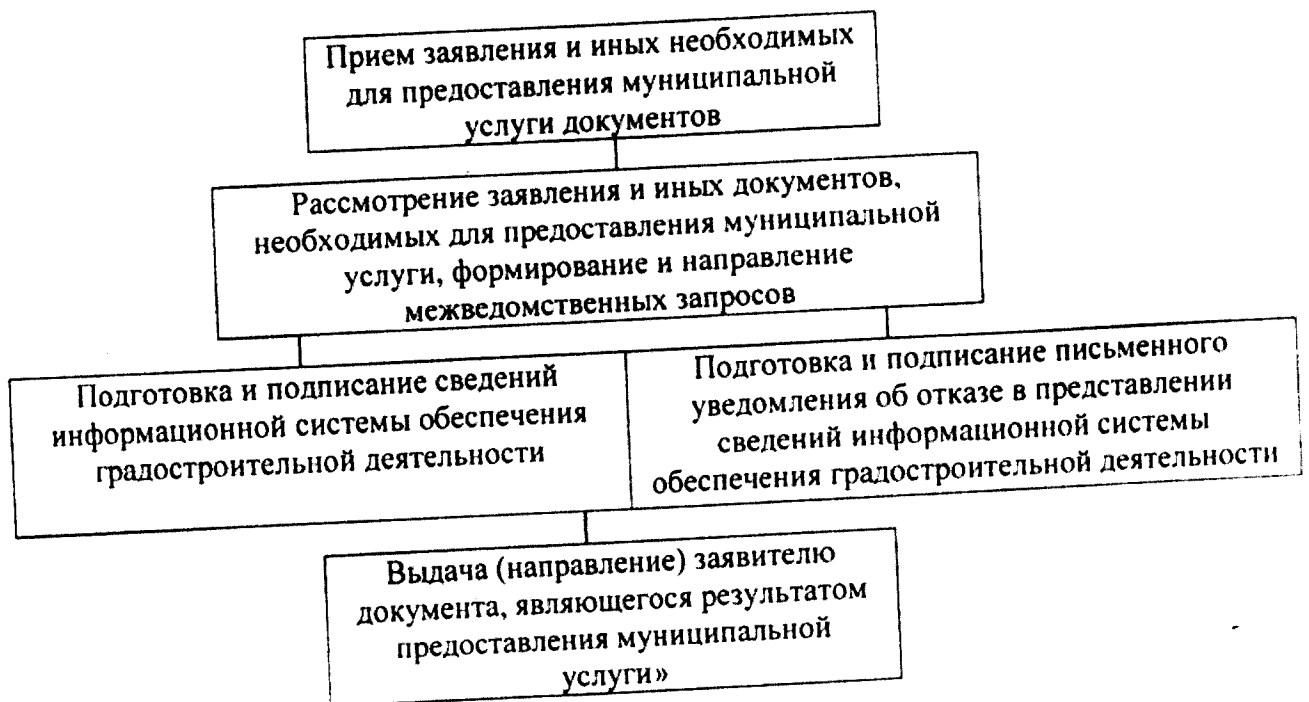 Прием заявления и иных необходимых
для предоставления муниципальной
услуги документов
Рассмотрение заявления и иных документов,
необходимых для предоставления муниципальной
услуги, формирование и направление
межведомственных запросов
Подготовка и подписание сведений
информационной системы обеспечения
градостроительной деятельности
Подготовка и подписание письменного
уведомления об отказе в представлении
сведений информационной системы
обеспечения градостроительной деятельности
Выдача (направление) заявителю
документа, являющегося результатом
предоставления муниципальной
услуги»